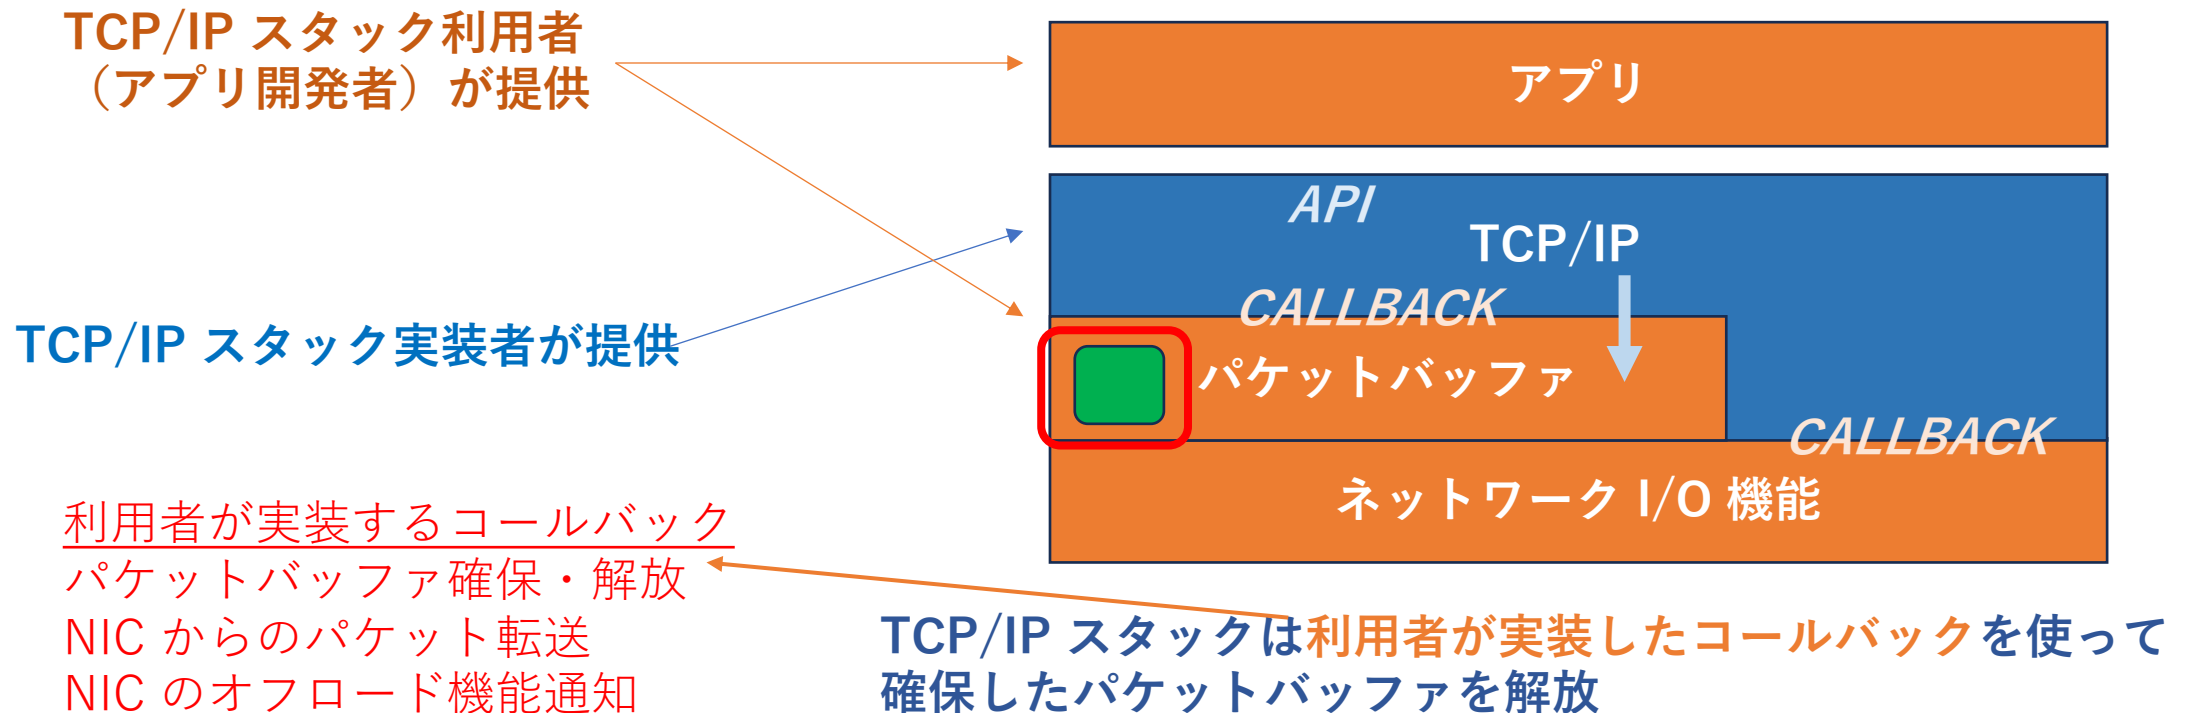 TCP/IP スタック利用者
（アプリ開発者）が提供
アプリ
API
TCP/IP
CALLBACK
TCP/IP スタック実装者が提供
パケットバッファ
CALLBACK
ネットワーク I/O 機能
利用者が実装するコールバック
パケットバッファ確保・解放
NIC からのパケット転送
NIC のオフロード機能通知
TCP/IP スタックは利用者が実装したコールバックを使って
確保したパケットバッファを解放